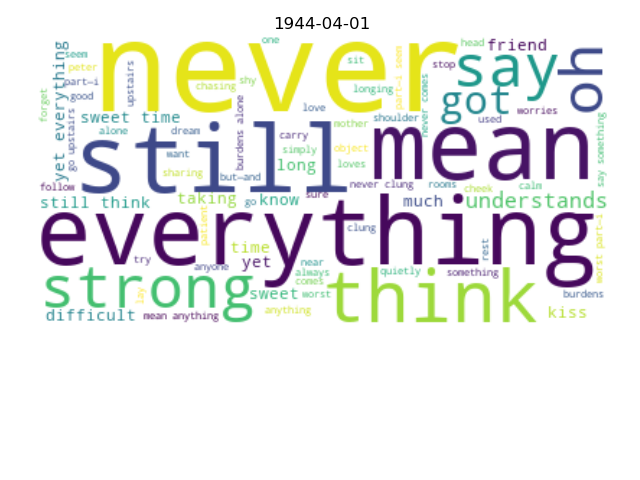 1944-04-01
never
say
oh
friend
got
still
mean
everything
strong
think
understands
yet everything
seem
peter
part—i
good
forget
go upstairs
upstairs
sweet time
alone
dream
want
sharing
but—and
chasing
shy
one
love
sit
longing
part—i seem
head
stop
never comes
used
worries
say something
burdens alone
mother
shoulder
carry
simply
object
long
loves
never clung
rooms
cheek
calm
follow
still think
taking
go
know
sure
much
patient
clung
time
yet
try
anyone
near
always
comes
quietly
something
rest
worst part—i
burdens
lay
sweet
worst
anything
difficult
mean anything
kiss